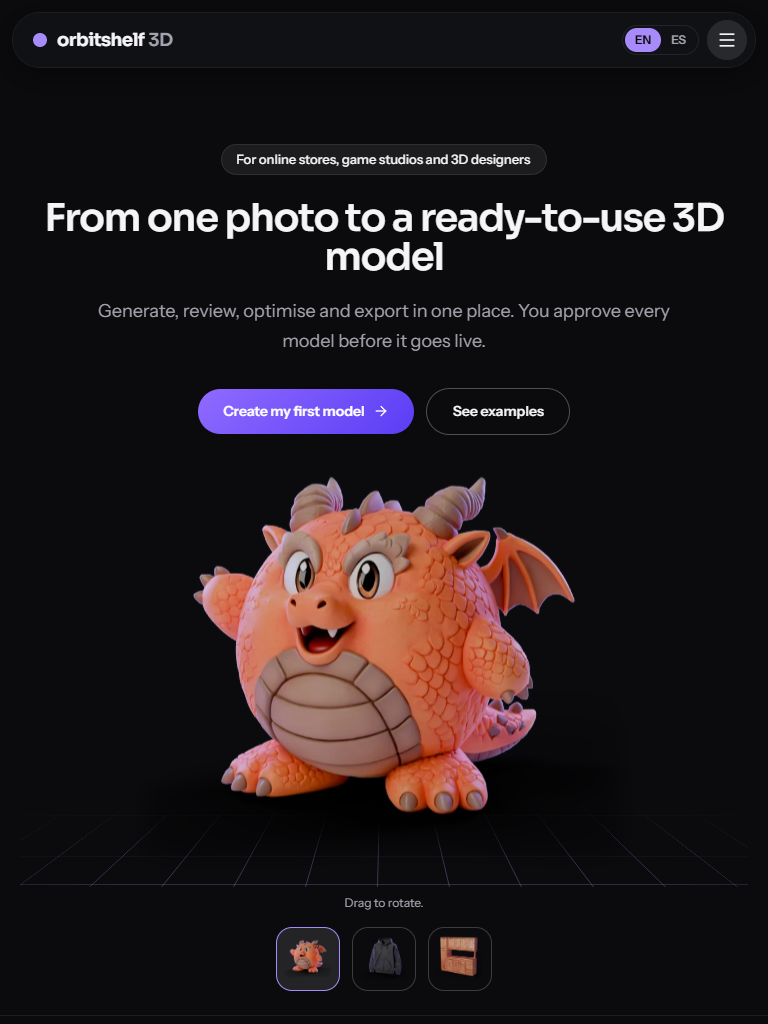 orbitshelf 3D
EN ES
For online stores, game studios and 3D designers
From one photo to a ready-to-use 3D
model
Generate, review, optimise and export in one place. You approve every
model before it goes live.
Create my first model → See examples
Drag to rotate.